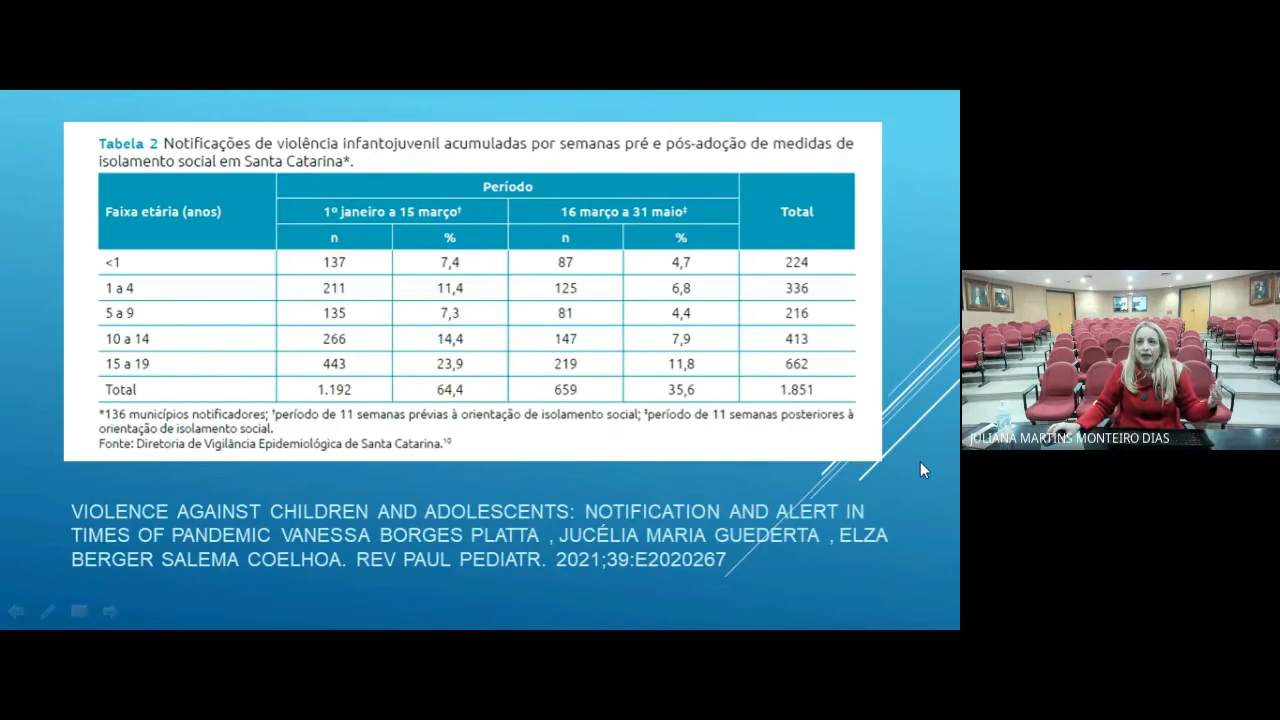 Tabela 2 Notificações de violência infantojuvenil acumuladas por semanas pré e pós-adoção de medidas de
isolamento social em Santa Catarina*.
Faixa etária (anos) Período Total
1º janeiro a 15 março† 16 março a 31 maio‡
n % n %
<1 137 7,4 87 4,7 224
1 a 4 211 11,4 125 6,8 336
5 a 9 135 7,3 81 4,4 216
10 a 14 266 14,4 147 7,9 413
15 a 19 443 23,9 219 11,8 662
Total 1.192 64,4 659 35,6 1.851
*136 municípios notificadores; †período de 11 semanas prévias à orientação de isolamento social; ‡período de 11 semanas posteriores à
orientação de isolamento social.
Fonte: Diretoria de Vigilância Epidemiológica de Santa Catarina.¹⁰
VIOLENCE AGAINST CHILDREN AND ADOLESCENTS: NOTIFICATION AND ALERT IN
TIMES OF PANDEMIC VANESSA BORGES PLATTA , JUCÉLIA MARIA GUEDERTA , ELZA
BERGER SALEMA COELHOA. REV PAUL PEDIATR. 2021;39:E2020267
JULIANA MARTINS MONTEIRO DIAS